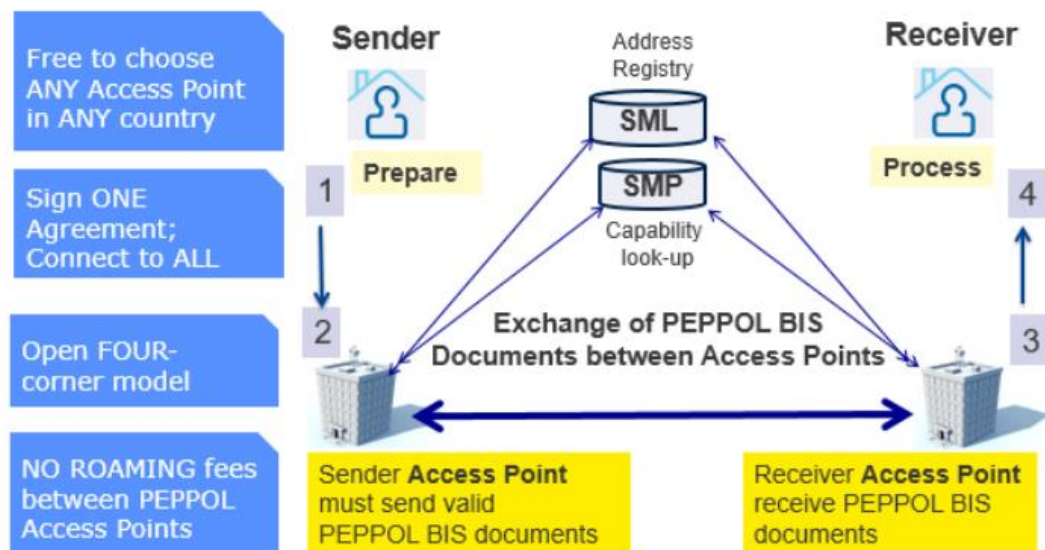 Free to choose
ANY Access Point
in ANY country
Sign ONE
Agreement;
Connect to ALL
Open FOUR-
corner model
NO ROAMING fees
between PEPPOL
Access Points
Sender
Address
Registry
Receiver
SML
Prepare
SMP
Process
1
4
Capability
look-up
2
3
Exchange of PEPPOL BIS
Documents between Access Points
Sender Access Point
must send valid
PEPPOL BIS documents
Receiver Access Point
receive PEPPOL BIS
documents